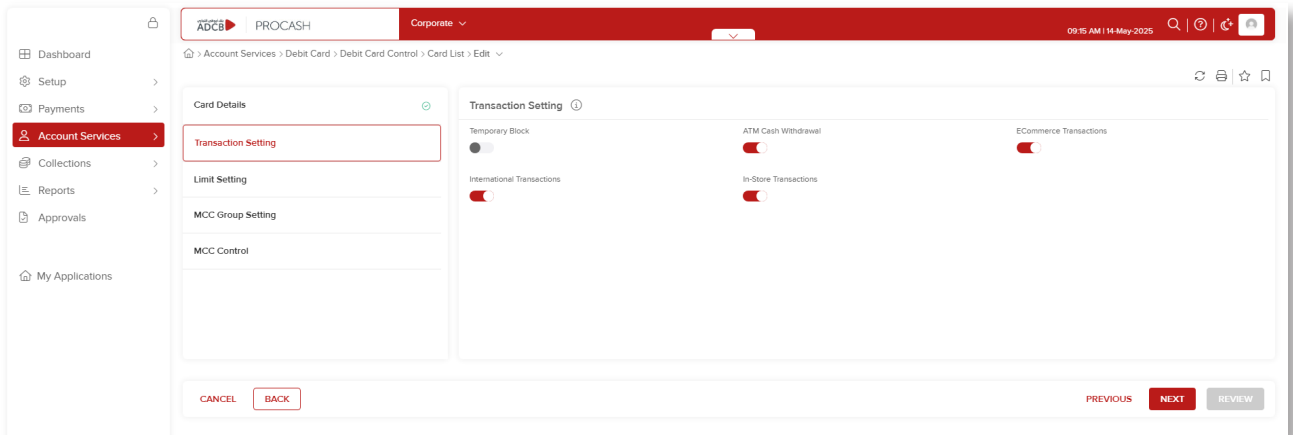 ADCB
PROCASH
Corporate
09:15 AM | 14-May-2025
Dashboard
Setup
Payments
Account Services
Collections
Reports
Approvals
My Applications
> Account Services > Debit Card > Debit Card Control > Card List > Edit
Card Details
Transaction Setting
Limit Setting
MCC Group Setting
MCC Control
Transaction Setting
Temporary Block
ATM Cash Withdrawal
ECommerce Transactions
International Transactions
In-Store Transactions
CANCEL
BACK
PREVIOUS
NEXT
REVIEW